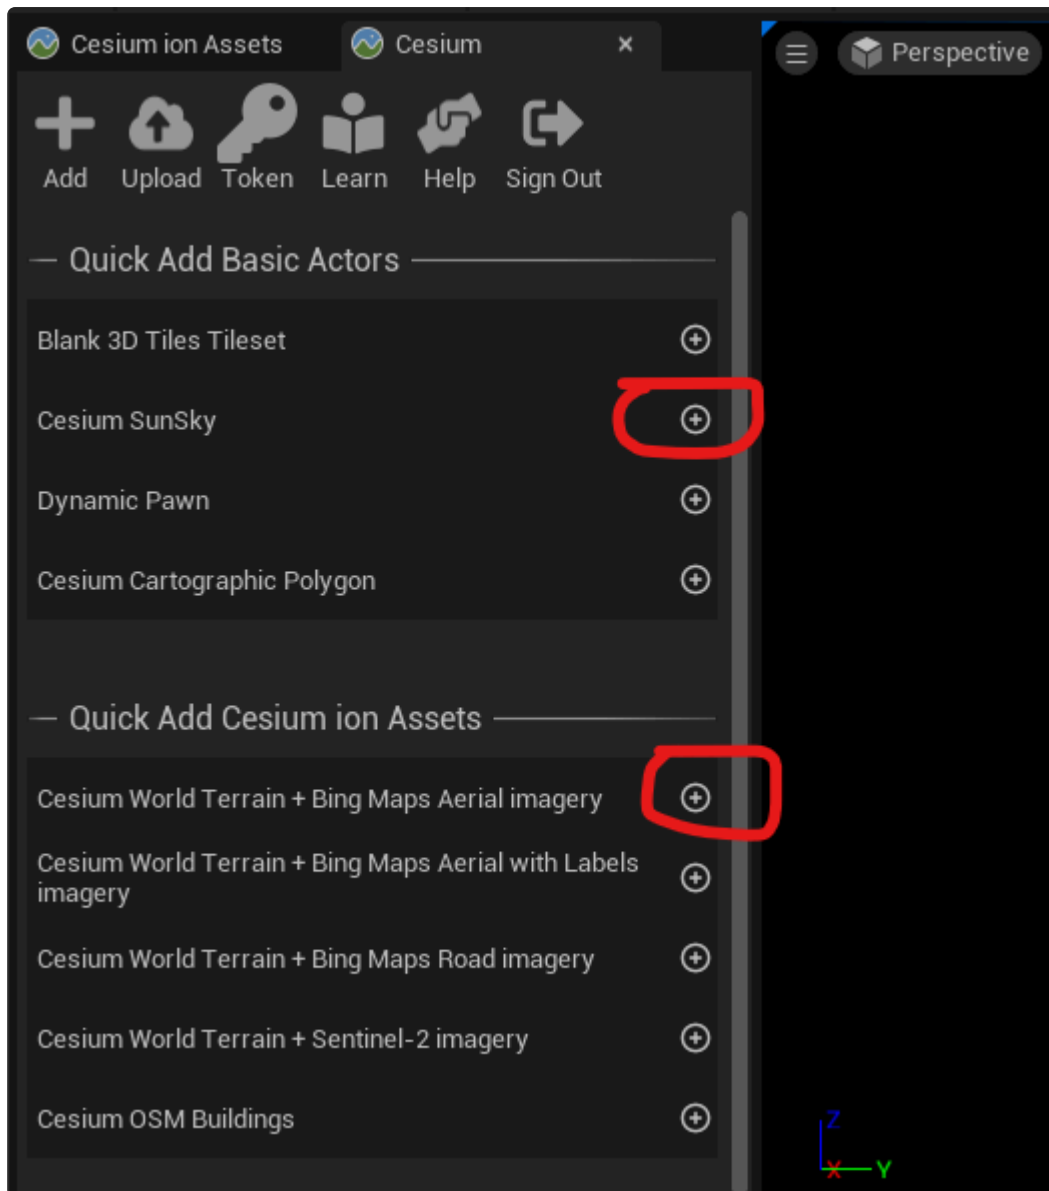 Cesium ion Assets
Cesium
Perspective
Add Upload Token Learn Help Sign Out
Quick Add Basic Actors
Blank 3D Tiles Tileset
Cesium SunSky
Dynamic Pawn
Cesium Cartographic Polygon
Quick Add Cesium ion Assets
Cesium World Terrain + Bing Maps Aerial imagery
Cesium World Terrain + Bing Maps Aerial with Labels
imagery
Cesium World Terrain + Bing Maps Road imagery
Cesium World Terrain + Sentinel-2 imagery
Cesium OSM Buildings
Z
X Y